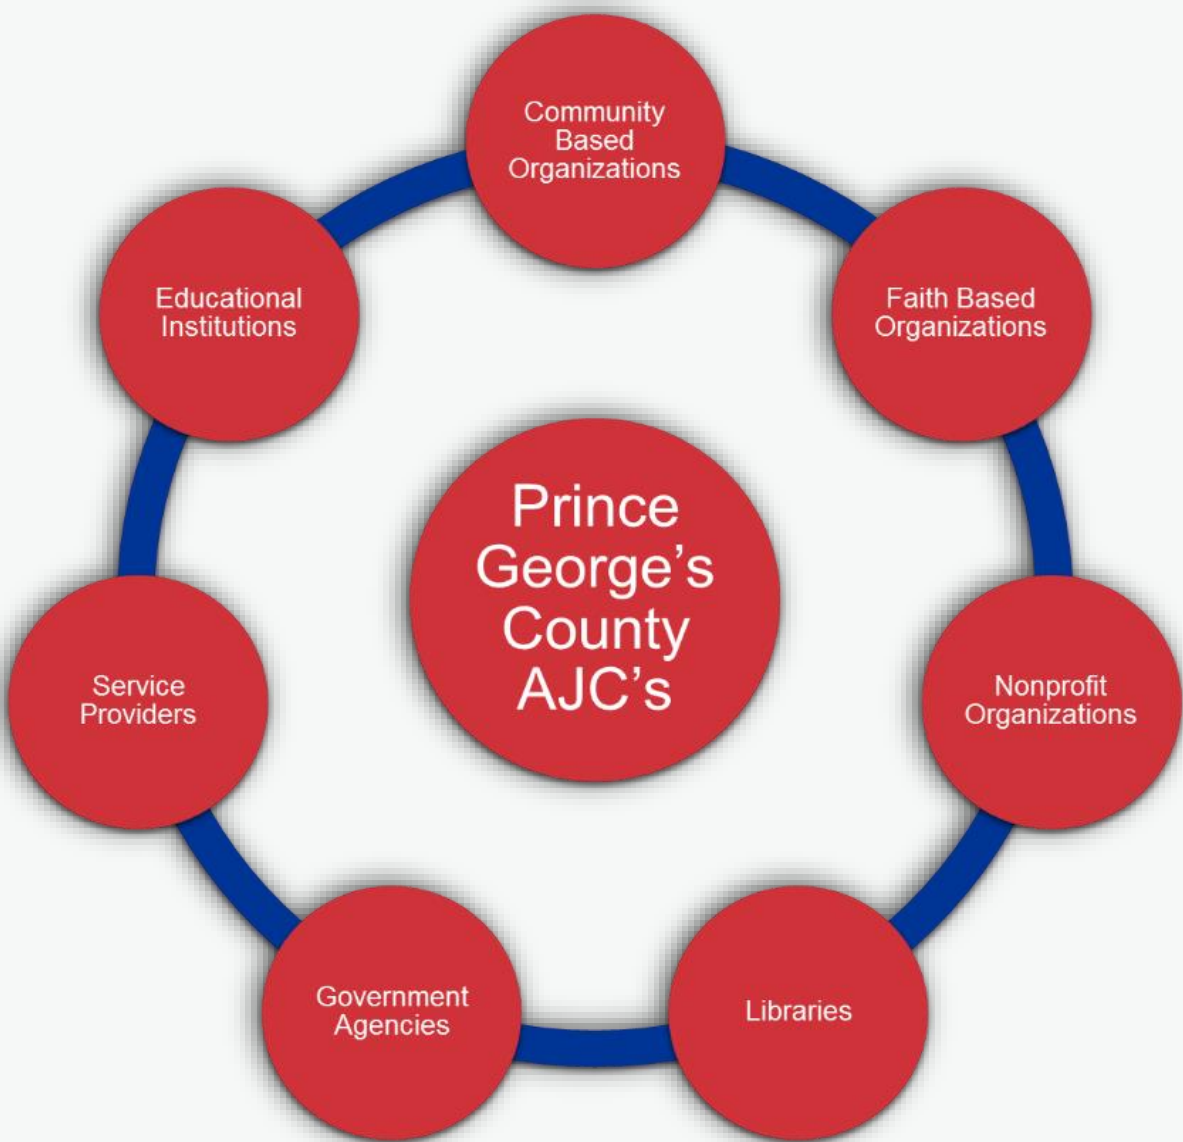 Community
Based
Organizations
Faith Based
Organizations
Nonprofit
Organizations
Libraries
Government
Agencies
Service
Providers
Educational
Institutions
Prince
George’s
County
AJC’s